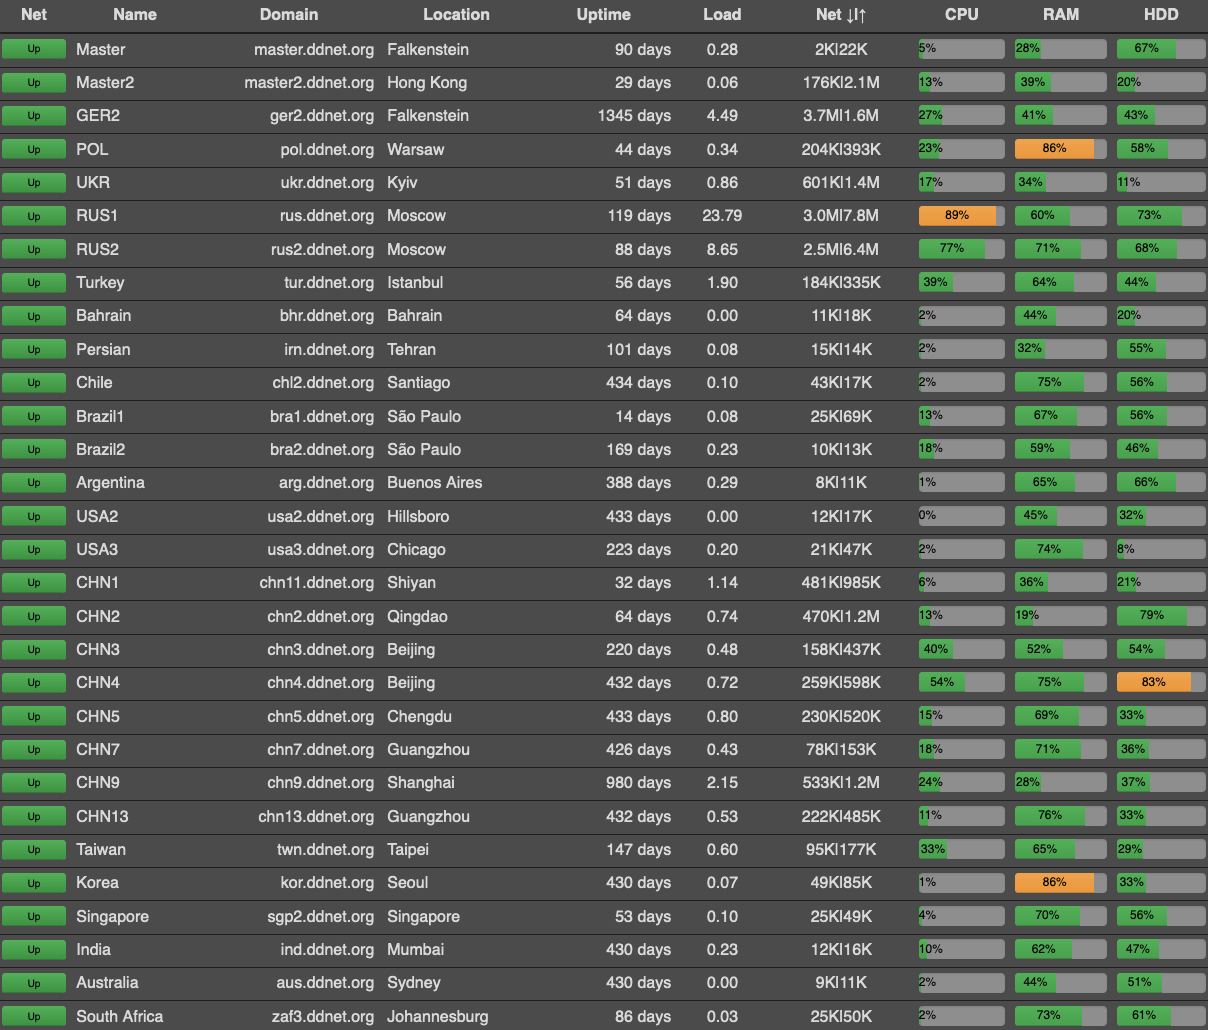 Net Name Domain Location Uptime Load Net ↓|↑ CPU RAM HDD
Up Master master.ddnet.org Falkenstein 90 days 0.28 2K|22K 5% 28% 67%
Up Master2 master2.ddnet.org Hong Kong 29 days 0.06 176K|2.1M 13% 39% 20%
Up GER2 ger2.ddnet.org Falkenstein 1345 days 4.49 3.7M|1.6M 27% 41% 43%
Up POL pol.ddnet.org Warsaw 44 days 0.34 204K|393K 23% 86% 58%
Up UKR ukr.ddnet.org Kyiv 51 days 0.86 601K|1.4M 17% 34% 11%
Up RUS1 rus.ddnet.org Moscow 119 days 23.79 3.0M|7.8M 89% 60% 73%
Up RUS2 rus2.ddnet.org Moscow 88 days 8.65 2.5M|6.4M 77% 71% 68%
Up Turkey tur.ddnet.org Istanbul 56 days 1.90 184K|335K 39% 64% 44%
Up Bahrain bhr.ddnet.org Bahrain 64 days 0.00 11K|18K 2% 44% 20%
Up Persian irn.ddnet.org Tehran 101 days 0.08 15K|14K 2% 32% 55%
Up Chile chl2.ddnet.org Santiago 434 days 0.10 43K|17K 2% 75% 56%
Up Brazil1 bra1.ddnet.org São Paulo 14 days 0.08 25K|69K 13% 67% 56%
Up Brazil2 bra2.ddnet.org São Paulo 169 days 0.23 10K|13K 18% 59% 46%
Up Argentina arg.ddnet.org Buenos Aires 388 days 0.29 8K|11K 1% 65% 66%
Up USA2 usa2.ddnet.org Hillsboro 433 days 0.00 12K|17K 0% 45% 32%
Up USA3 usa3.ddnet.org Chicago 223 days 0.20 21K|47K 2% 74% 8%
Up CHN1 chn11.ddnet.org Shiyan 32 days 1.14 481K|985K 6% 36% 21%
Up CHN2 chn2.ddnet.org Qingdao 64 days 0.74 470K|1.2M 13% 19% 79%
Up CHN3 chn3.ddnet.org Beijing 220 days 0.48 158K|437K 40% 52% 54%
Up CHN4 chn4.ddnet.org Beijing 432 days 0.72 259K|598K 54% 75% 83%
Up CHN5 chn5.ddnet.org Chengdu 433 days 0.80 230K|520K 15% 69% 33%
Up CHN7 chn7.ddnet.org Guangzhou 426 days 0.43 78K|153K 18% 71% 36%
Up CHN9 chn9.ddnet.org Shanghai 980 days 2.15 533K|1.2M 24% 28% 37%
Up CHN13 chn13.ddnet.org Guangzhou 432 days 0.53 222K|485K 11% 76% 33%
Up Taiwan twn.ddnet.org Taipei 147 days 0.60 95K|177K 33% 65% 29%
Up Korea kor.ddnet.org Seoul 430 days 0.07 49K|85K 1% 86% 33%
Up Singapore sgp2.ddnet.org Singapore 53 days 0.10 25K|49K 4% 70% 56%
Up India ind.ddnet.org Mumbai 430 days 0.23 12K|16K 10% 62% 47%
Up Australia aus.ddnet.org Sydney 430 days 0.00 9K|11K 2% 44% 51%
Up South Africa zaf3.ddnet.org Johannesburg 86 days 0.03 25K|50K 2% 73% 61%